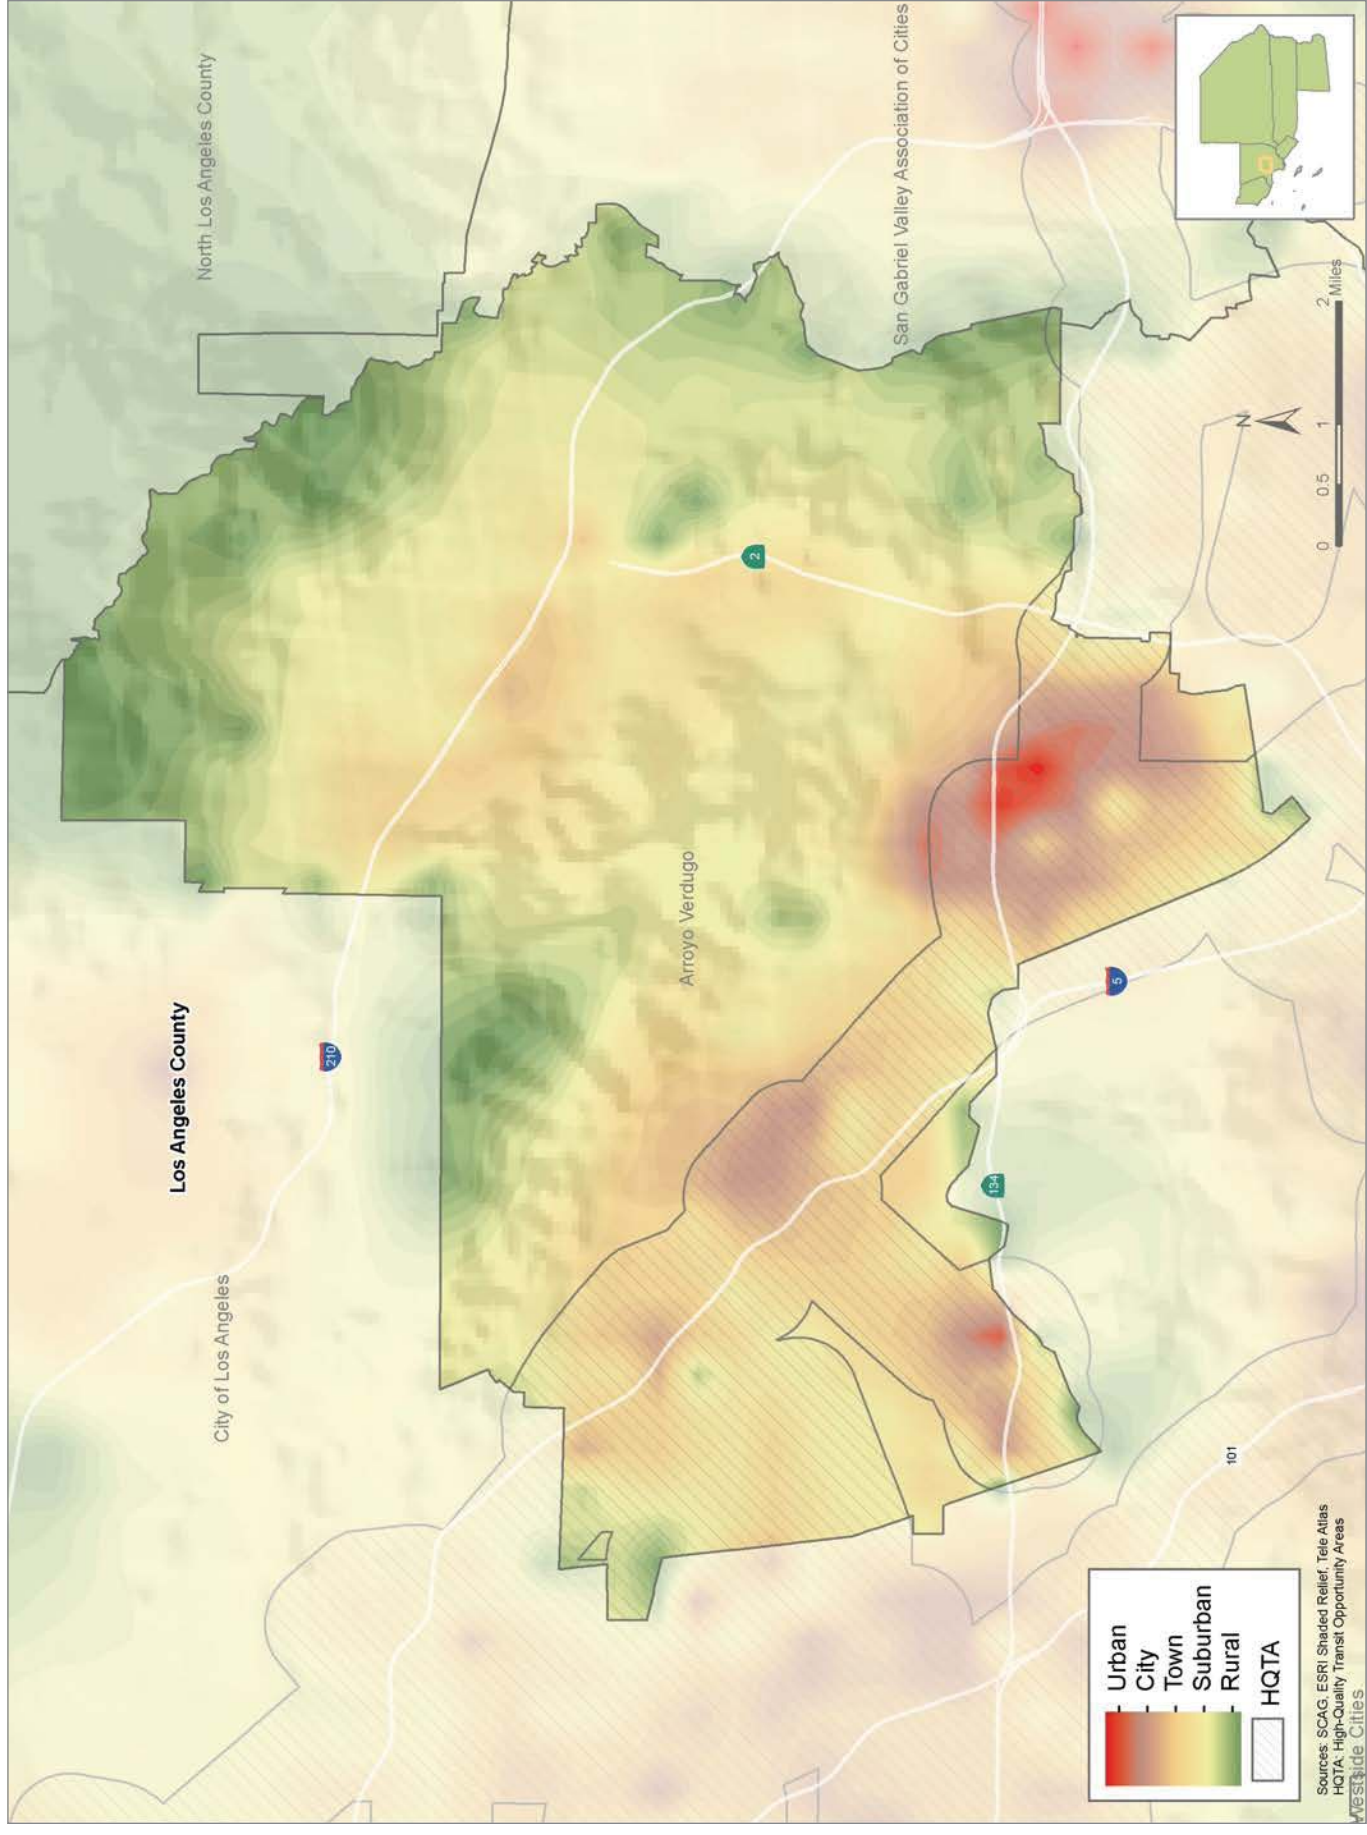 Los Angeles County
North Los Angeles County
City of Los Angeles
210
Arroyo Verdugo
2
San Gabriel Valley Association of Cities
134
5
101
N
0 0.5 1 2
Miles
Urban
City
Town
Suburban
Rural
HQTA
Sources: SCAG, ESRI Shaded Relief, Tele Atlas
HQTA: High-Quality Transit Opportunity Areas
Westside Cities